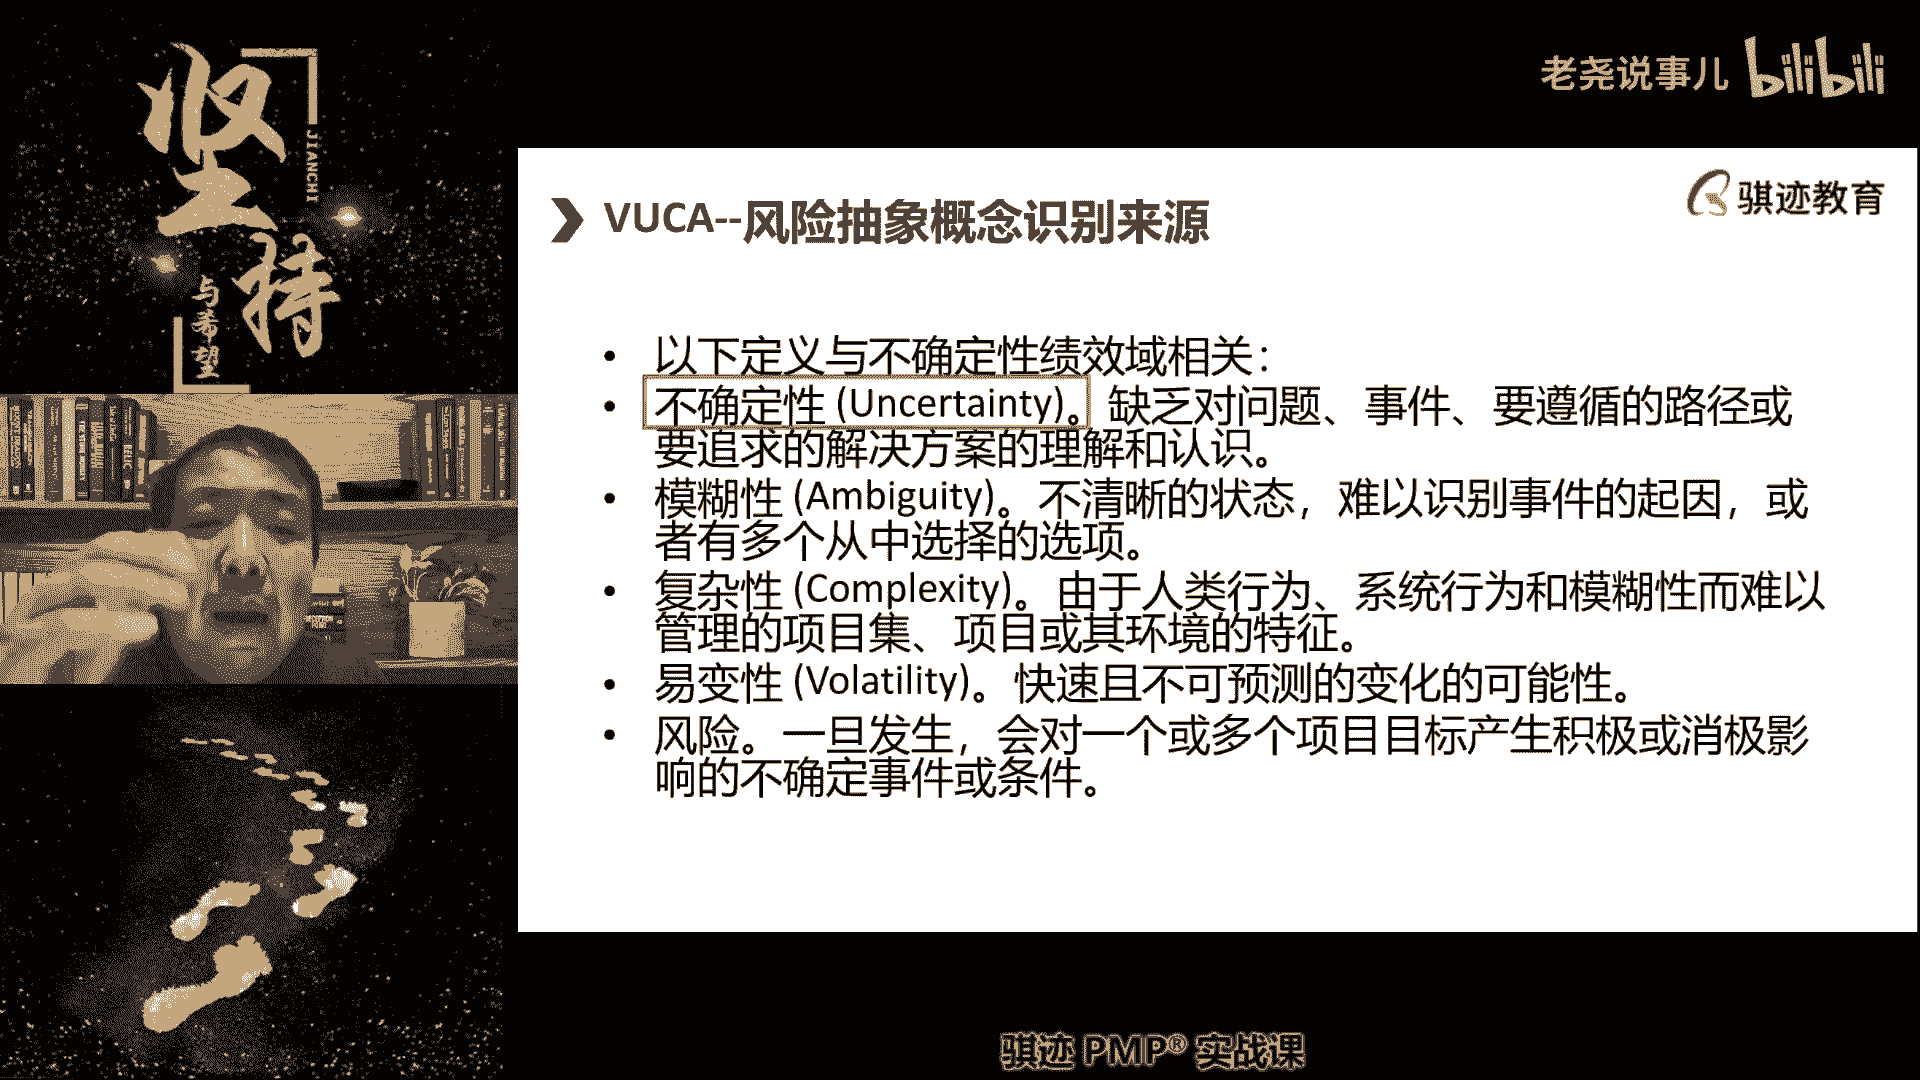 坚持
JIANCHI
与希望
老尧说事儿 bilibili
骐迹教育
VUCA--风险抽象概念识别来源
• 以下定义与不确定性绩效域相关：
• 不确定性 (Uncertainty)。缺乏对问题、事件、要遵循的路径或
要追求的解决方案的理解和认识。
• 模糊性 (Ambiguity)。不清晰的状态，难以识别事件的起因，或
者有多个从中选择的选项。
• 复杂性 (Complexity)。由于人类行为、系统行为和模糊性而难以
管理的项目集、项目或其环境的特征。
• 易变性 (Volatility)。快速且不可预测的变化的可能性。
• 风险。一旦发生，会对一个或多个项目目标产生积极或消极影
响的不确定事件或条件。
骐迹 PMP® 实战课